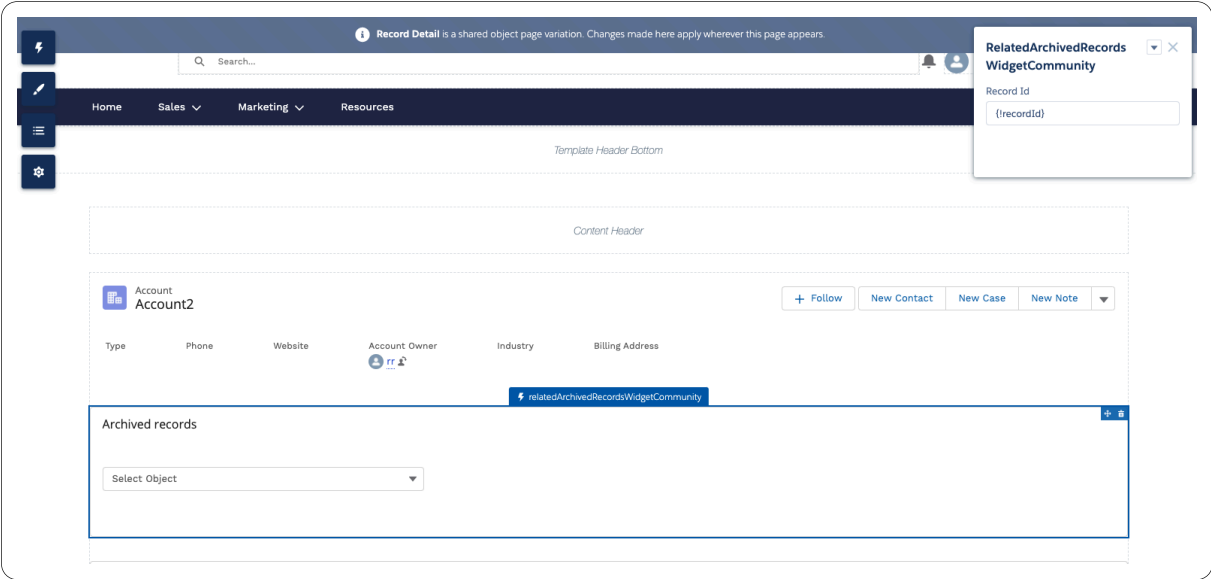 Record Detail is a shared object page variation. Changes made here apply wherever this page appears.
RelatedArchivedRecords
WidgetCommunity
Record Id
{!recordId}
Search...
Home Sales Marketing Resources
Template Header Bottom
Content Header
Account
Account2
+ Follow New Contact New Case New Note
Type Phone Website Account Owner Industry Billing Address
rr
relatedArchivedRecordsWidgetCommunity
Archived records
Select Object